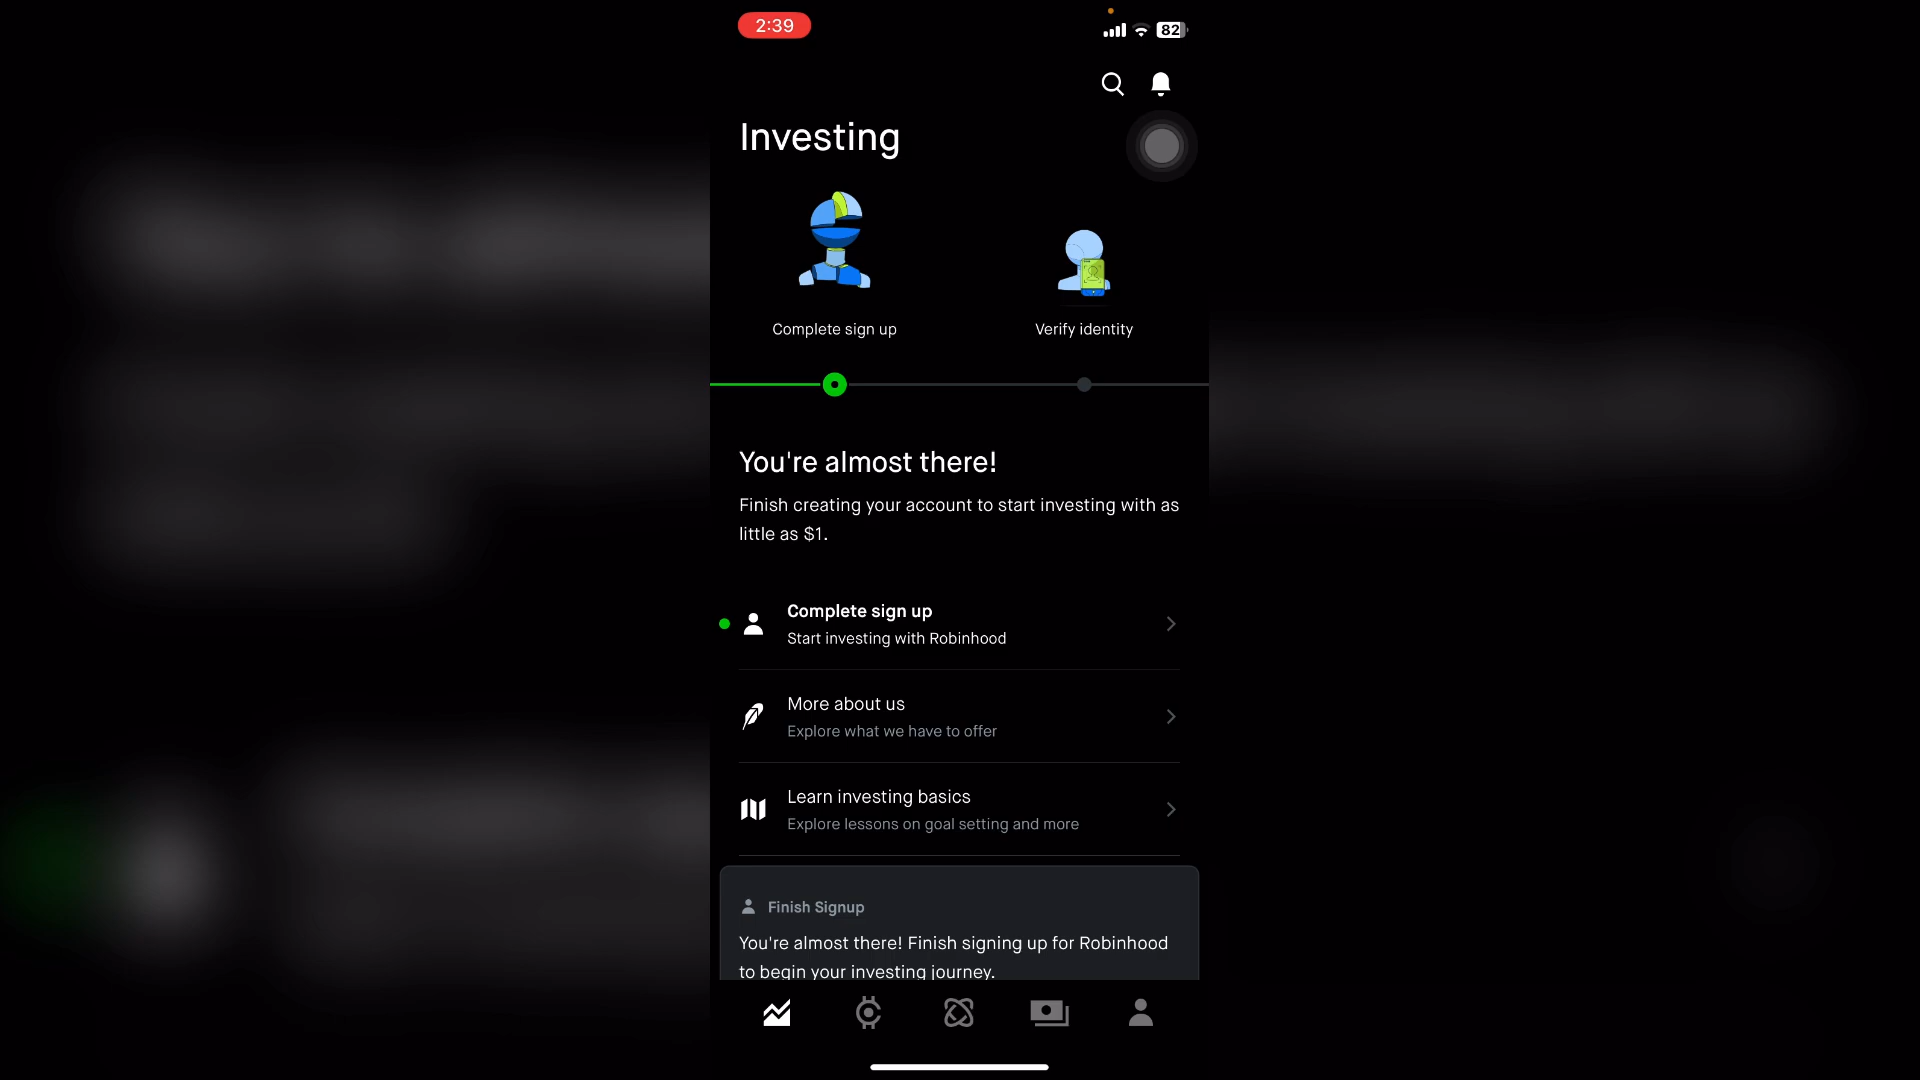 2:39
82
Investing
Complete sign up
Verify identity
You're almost there!
Finish creating your account to start investing with as
little as $1.
Complete sign up
Start investing with Robinhood
More about us
Explore what we have to offer
Learn investing basics
Explore lessons on goal setting and more
Finish Signup
You're almost there! Finish signing up for Robinhood
to begin your investing journey.